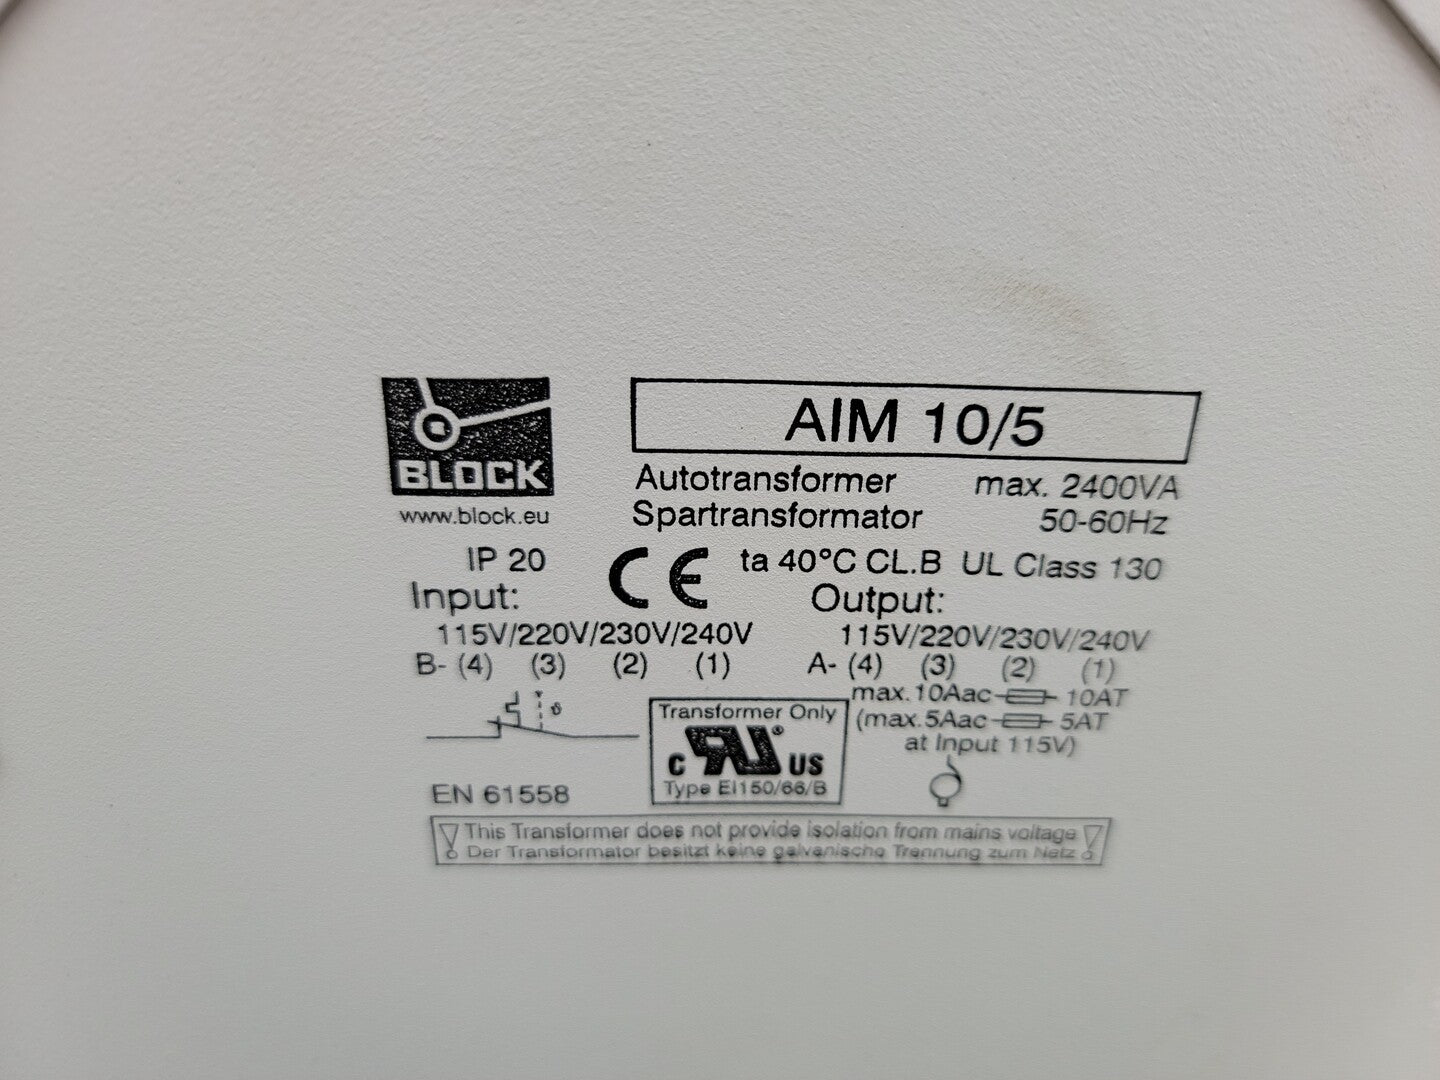 BLOCK
www.block.eu
AIM 10/5
Autotransformer max. 2400VA
Spartransformator 50-60Hz
IP 20 CE ta 40°C CL.B UL Class 130
Input: Output:
115V/220V/230V/240V 115V/220V/230V/240V
B- (4) (3) (2) (1) A- (4) (3) (2) (1)
max.10Aac 10AT
(max.5Aac 5AT
at Input 115V)
ϑ
Transformer Only
C RU® US
Type EI150/66/B
EN 61558
This Transformer does not provide isolation from mains voltage
Der Transformator besitzt keine galvanische Trennung zum Netz